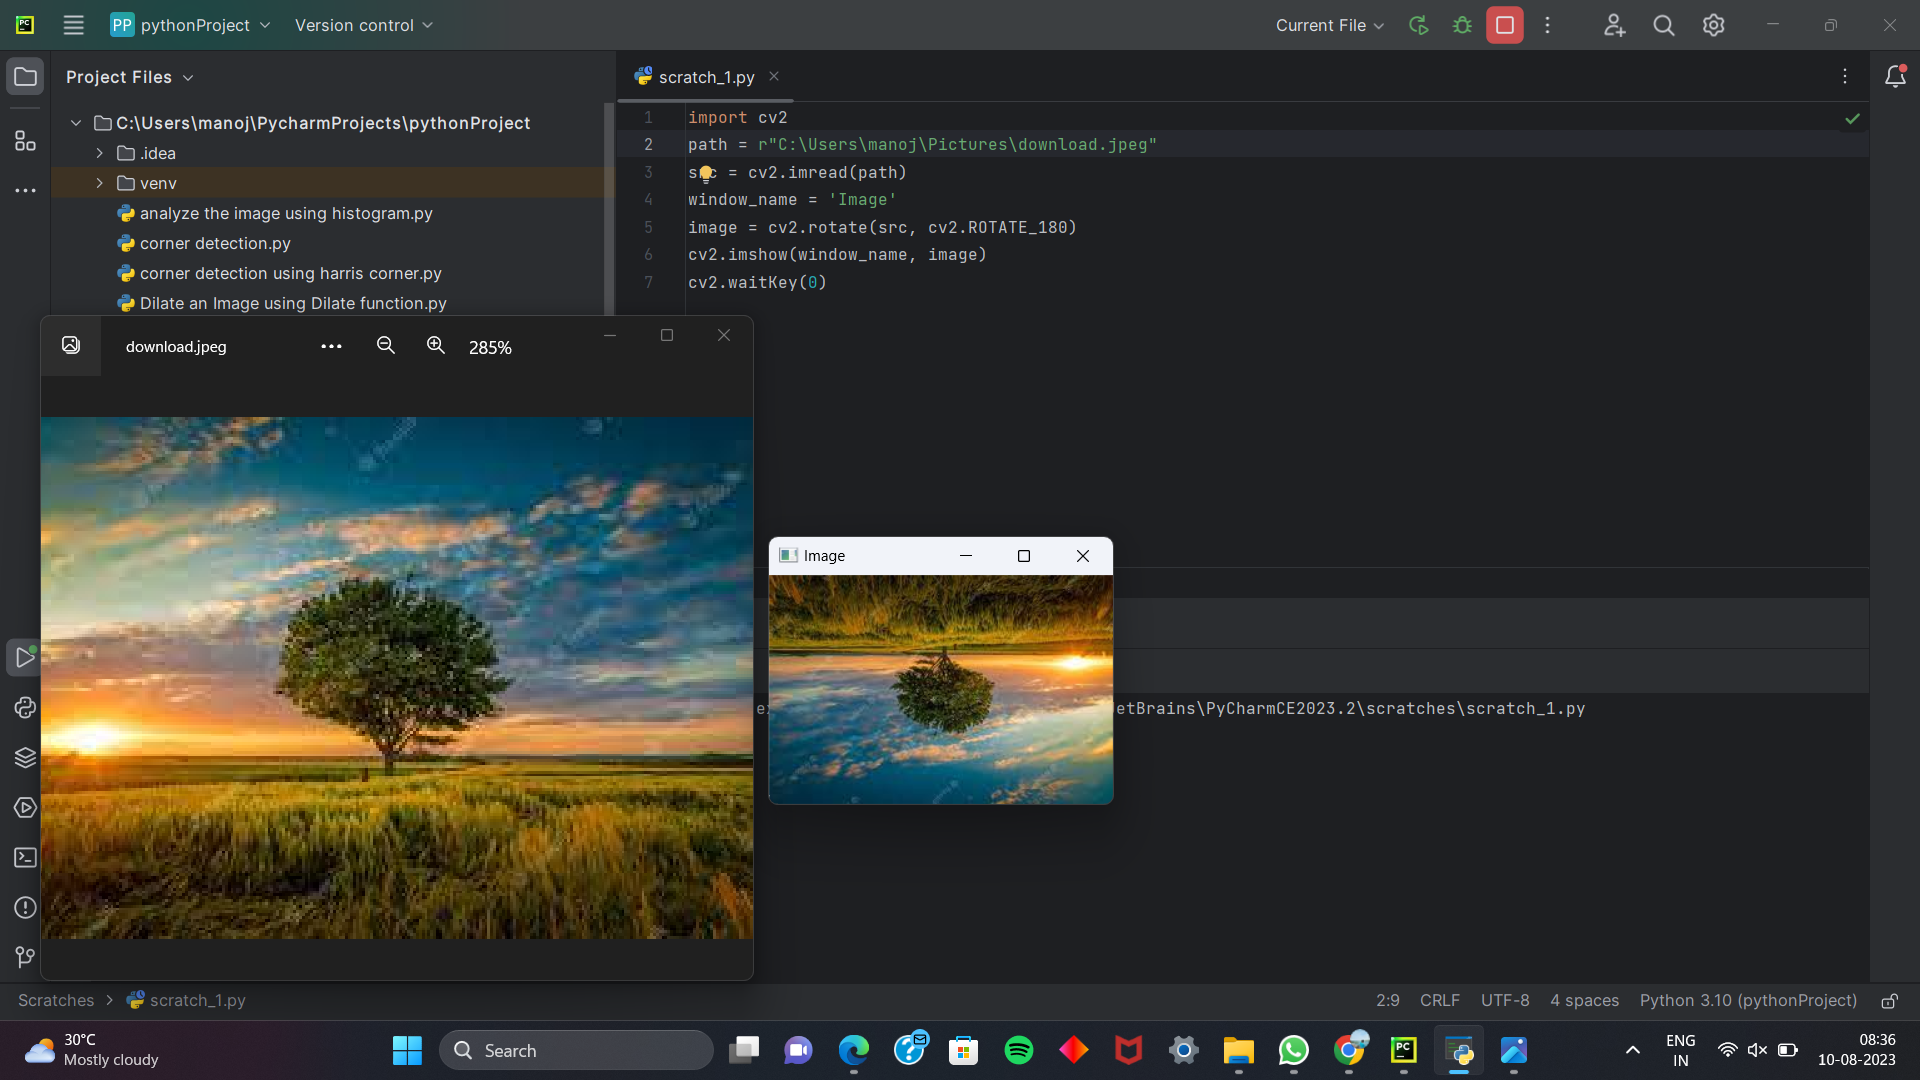 PC
PP pythonProject Version control Current File
Project Files
scratch_1.py
C:\Users\manoj\PycharmProjects\pythonProject
.idea
venv
analyze the image using histogram.py
corner detection.py
corner detection using harris corner.py
Dilate an Image using Dilate function.py
1 import cv2
2 path = r"C:\Users\manoj\Pictures\download.jpeg"
3 src = cv2.imread(path)
4 window_name = 'Image'
5 image = cv2.rotate(src, cv2.ROTATE_180)
6 cv2.imshow(window_name, image)
7 cv2.waitKey(0)
download.jpeg 285%
Image
etBrains\PyCharmCE2023.2\scratches\scratch_1.py
Scratches > scratch_1.py 2:9 CRLF UTF-8 4 spaces Python 3.10 (pythonProject)
30°C
Mostly cloudy
Search
PC
ENG
IN
08:36
10-08-2023